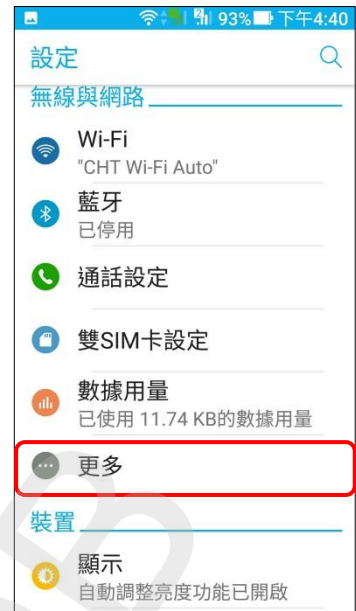 2 93% 下午4:40
設定
無線與網路
Wi-Fi
"CHT Wi-Fi Auto"
藍牙
已停用
通話設定
雙SIM卡設定
數據用量
已使用 11.74 KB的數據用量
更多
裝置
顯示
自動調整亮度功能已開啟